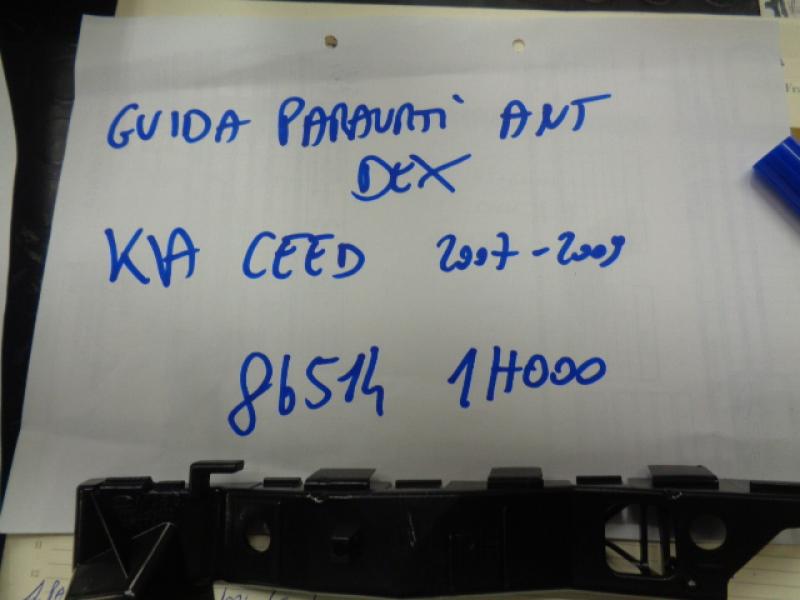 GUIDA PARAURTI ANT
DEX
KIA CEED 2007-2009
86514 1H000